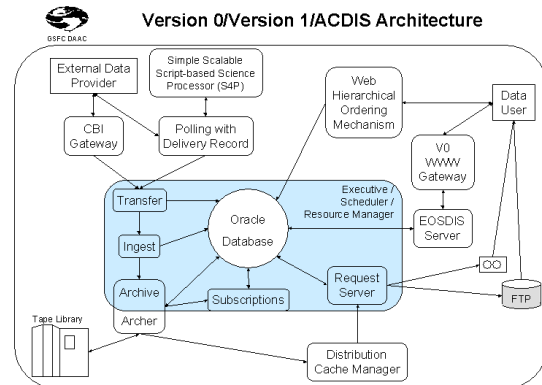 Version 0/Version 1/ACDIS Architecture
GSFC DAAC
External Data
Provider
Simple Scalable
Script-based Science
Processor (S4P)
Web
Hierarchical
Ordering
Mechanism
Data
User
CBI
Gateway
Polling with
Delivery Record
V0
WWW
Gateway
Transfer
Executive /
Scheduler /
Resource Manager
Oracle
Database
EOSDIS
Server
Ingest
Archive
Subscriptions
Request
Server
FTP
Tape Library
Archer
Distribution
Cache Manager